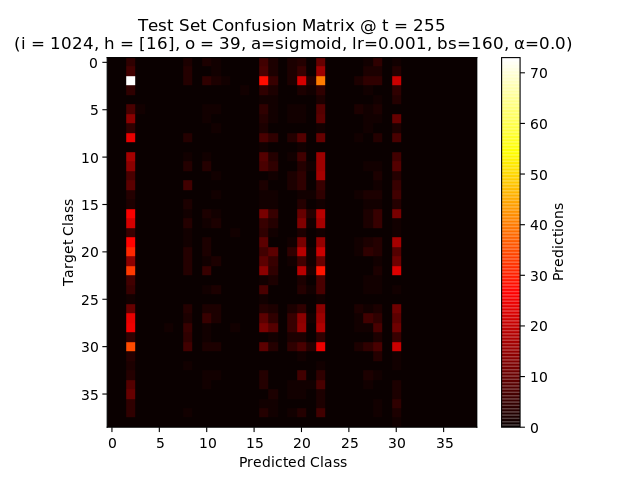 Test Set Confusion Matrix @ t = 255
(i = 1024, h = [16], o = 39, a=sigmoid, lr=0.001, bs=160, α=0.0)
0
5
10
15
20
25
30
35
Target Class
0 5 10 15 20 25 30 35
Predicted Class
70
60
50
40
30
20
10
0
Predictions